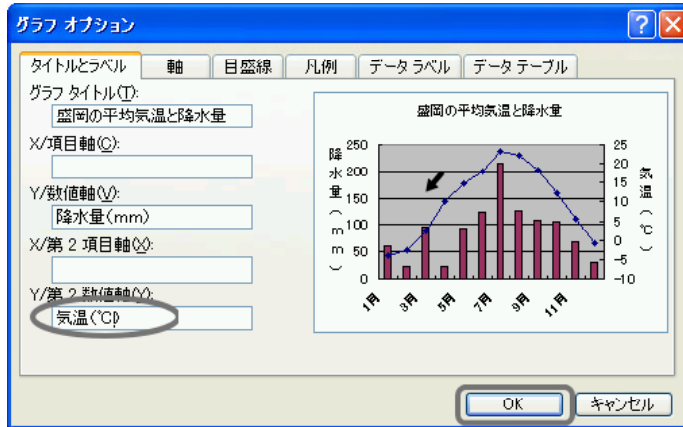 グラフ オプション
タイトルとラベル 軸 目盛線 凡例 データ ラベル データ テーブル
グラフ タイトル(T):
盛岡の平均気温と降水量
X/項目軸(C):
Y/数値軸(V):
降水量(mm)
X/第 2 項目軸(X):
Y/第 2 数値軸(Y):
気温(℃)
盛岡の平均気温と降水量
降水量(mm)
250
200
150
100
50
0
25
20
15
10
5
0
-5
-10
気温(℃)
1月 3月 5月 7月 9月 11月
OK キャンセル